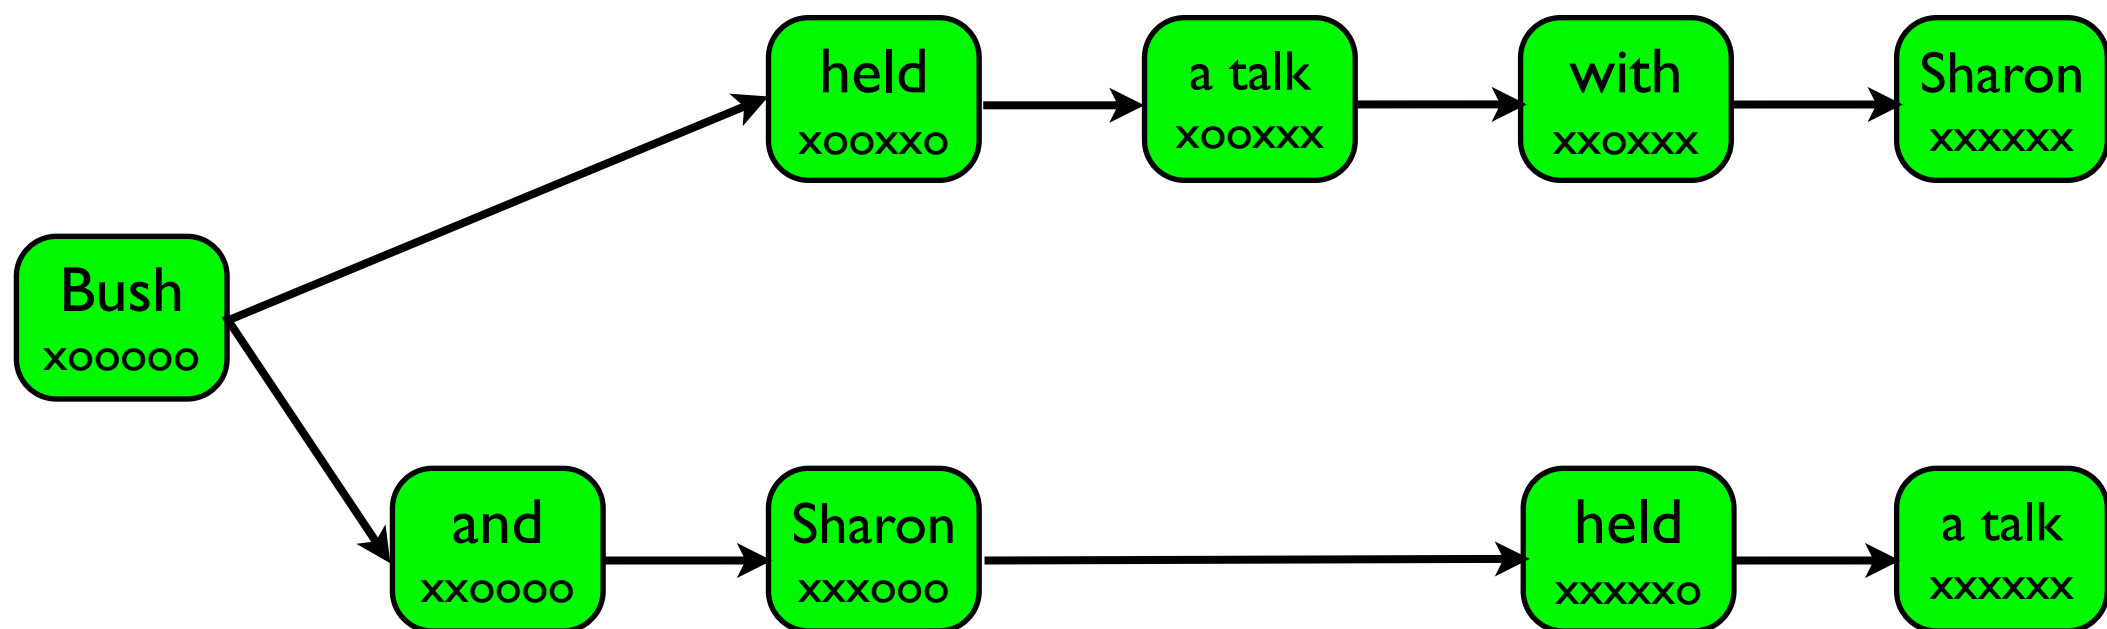 held
xooxxo
a talk
xooxxx
with
xxoxxx
Sharon
xxxxxx
Bush
xooooo
and
xxoooo
Sharon
xxxooo
held
xxxxxo
a talk
xxxxxx